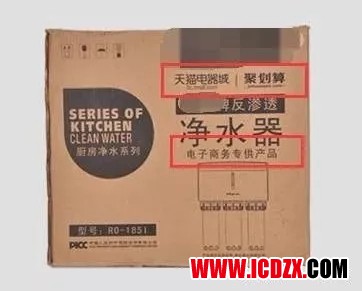 天猫电器城 聚划算
反渗透
净水器
电子商务专供产品
SERIES OF
KITCHEN
CLEAN WATER
厨房净水系列
型号: RO-185I
PICC
WWW.ICDZX.COM